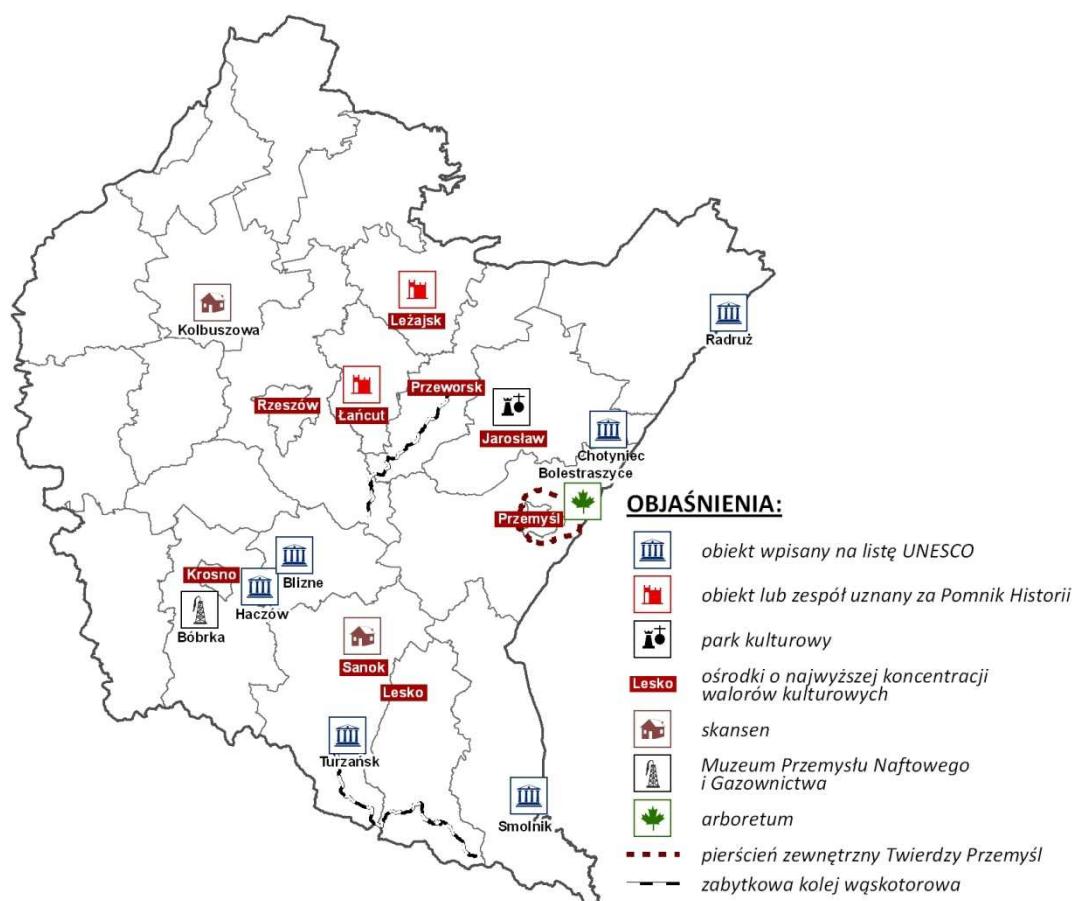 Kolbuszowa
Leżajsk
Radruż
Rzeszów
Łańcut
Przeworsk
Jarosław
Chotyniec
Bolestraszyce
Przemyśl
Krosno
Blizne
Haczów
Bóbrka
Sanok
Lesko
Turzańsk
Smolnik
OBJAŚNIENIA:
obiekt wpisany na listę UNESCO
obiekt lub zespół uznany za Pomnik Historii
park kulturowy
Lesko
ośrodki o najwyższej koncentracji
walorów kulturowych
skansen
Muzeum Przemysłu Naftowego
i Gazownictwa
arboretum
pierścień zewnętrzny Twierdzy Przemyśl
zabytkowa kolej wąskotorowa